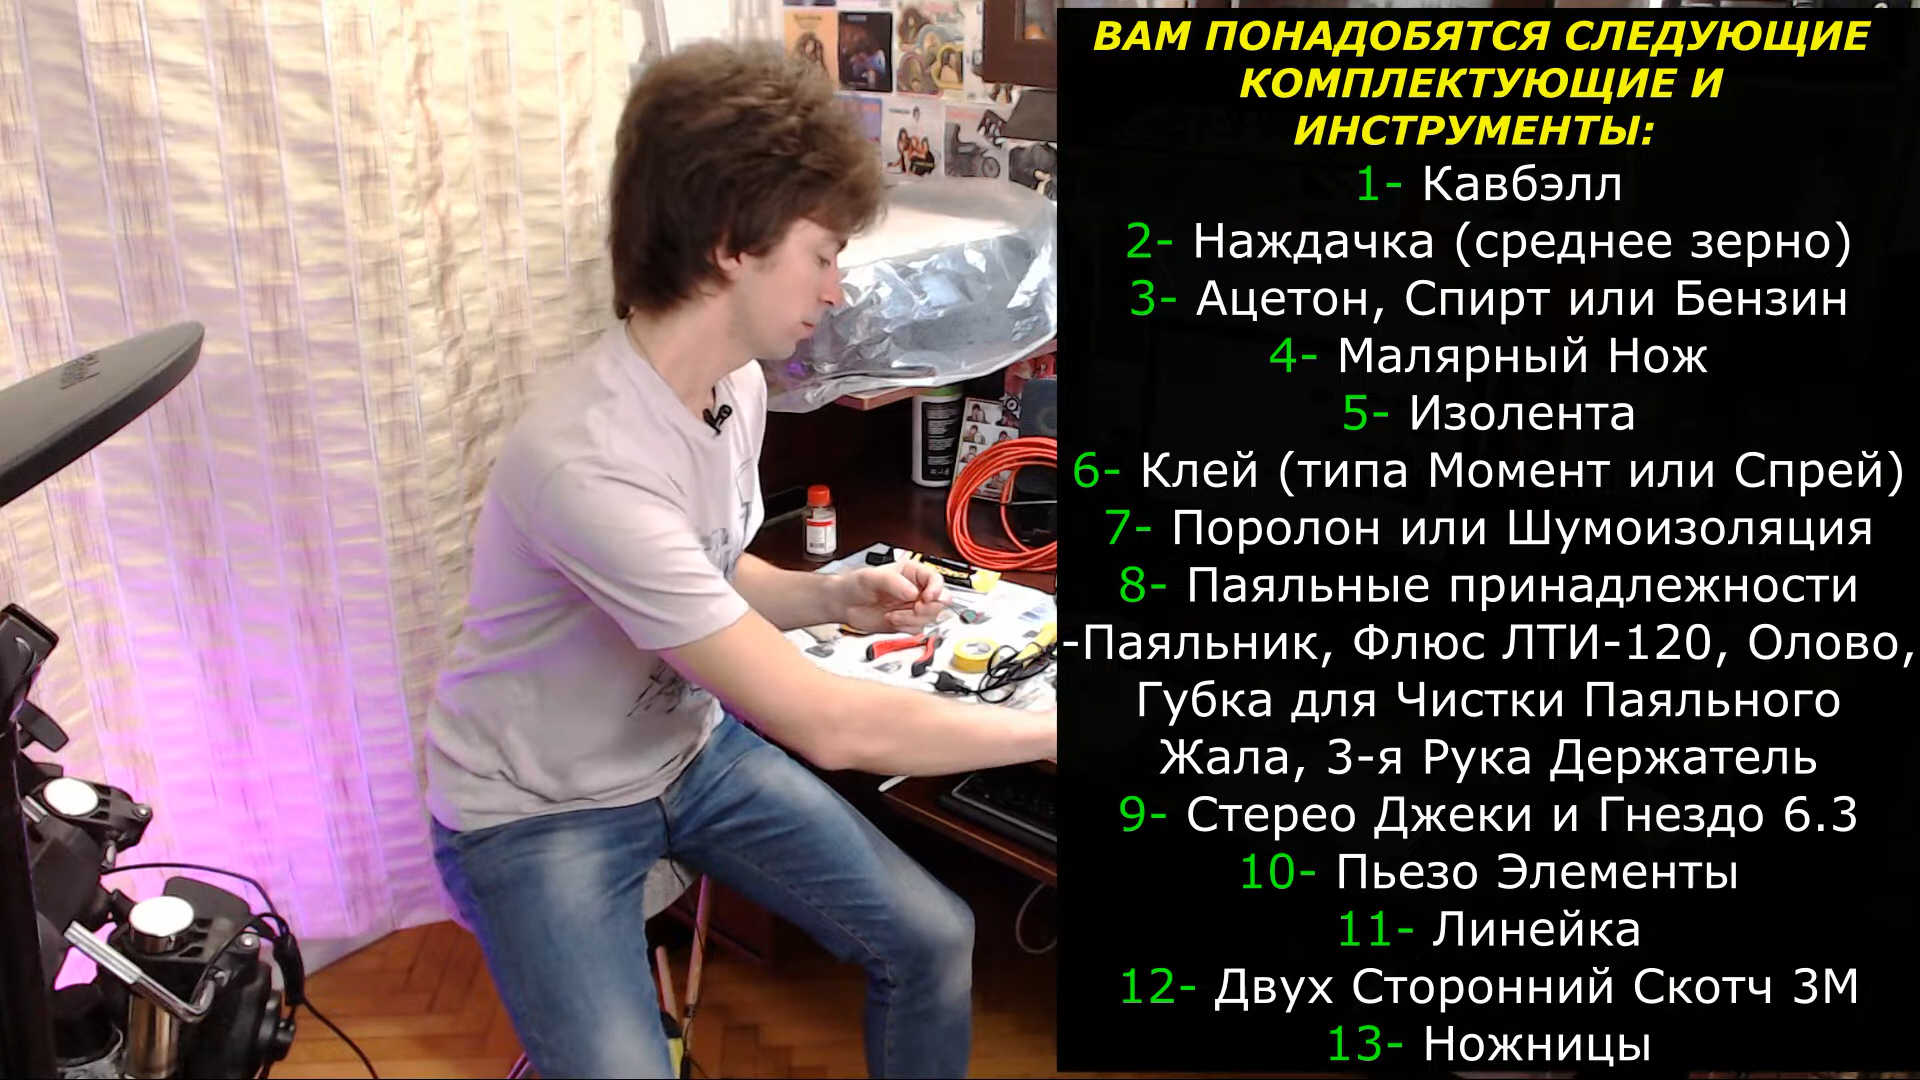 ВАМ ПОНАДОБЯТСЯ СЛЕДУЮЩИЕ
КОМПЛЕКТУЮЩИЕ И
ИНСТРУМЕНТЫ:
1- Кавбэлл
2- Наждачка (среднее зерно)
3- Ацетон, Спирт или Бензин
4- Малярный Нож
5- Изолента
6- Клей (типа Момент или Спрей)
7- Поролон или Шумоизоляция
8- Паяльные принадлежности
-Паяльник, Флюс ЛТИ-120, Олово,
Губка для Чистки Паяльного
Жала, 3-я Рука Держатель
9- Стерео Джеки и Гнездо 6.3
10- Пьезо Элементы
11- Линейка
12- Двух Сторонний Скотч 3М
13- Ножницы